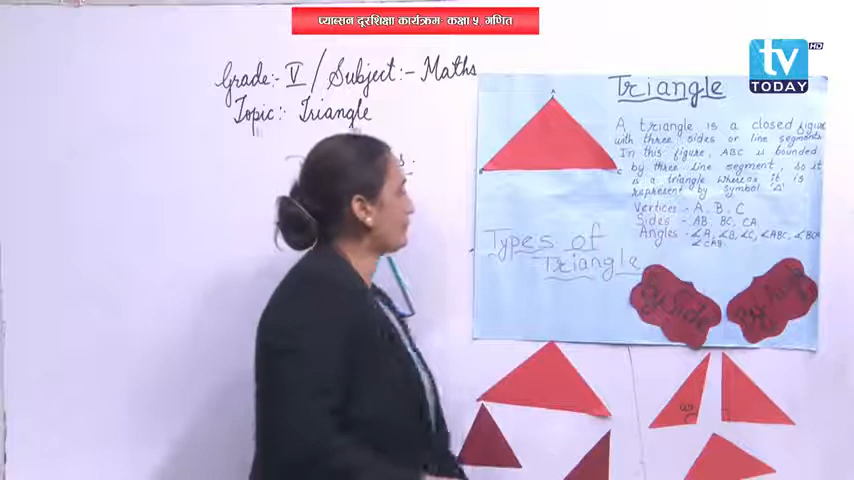 प्याब्सन दूरशिक्षा कार्यक्रमः कक्षा ५, गणित
tv HD
TODAY
Grade:- V / Subject:- Maths
Topic:- Triangle
Triangle
A triangle is a closed figure
with three sides or line segments
In this figure, ABC is bounded
by three line segment, so it
is a triangle whereas it is
represent by symbol 'Δ'
Vertices - A, B, C
Sides - AB, BC, CA
Angles - ∠A, ∠B, ∠C, ∠ABC, ∠BCA
∠CAB
A
B
C
Types of
Triangle
By Side
By Angle